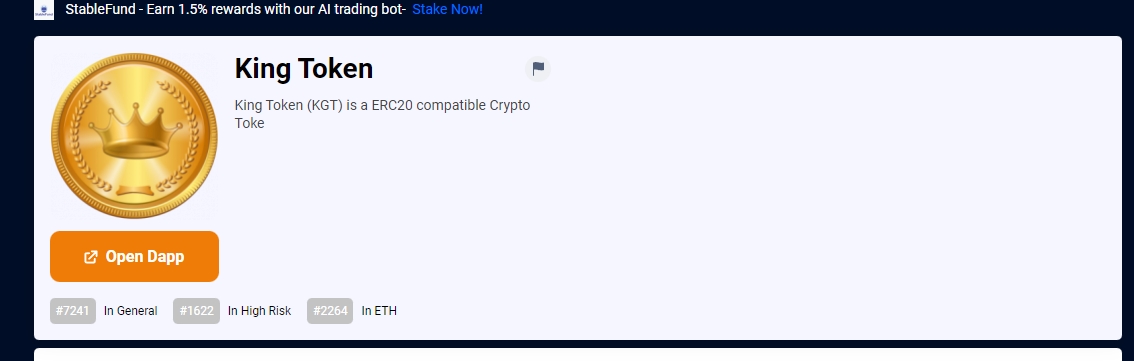 StableFund - Earn 1.5% rewards with our AI trading bot- Stake Now!
King Token
King Token (KGT) is a ERC20 compatible Crypto
Toke
Open Dapp
#7241 In General #1622 In High Risk #2264 In ETH